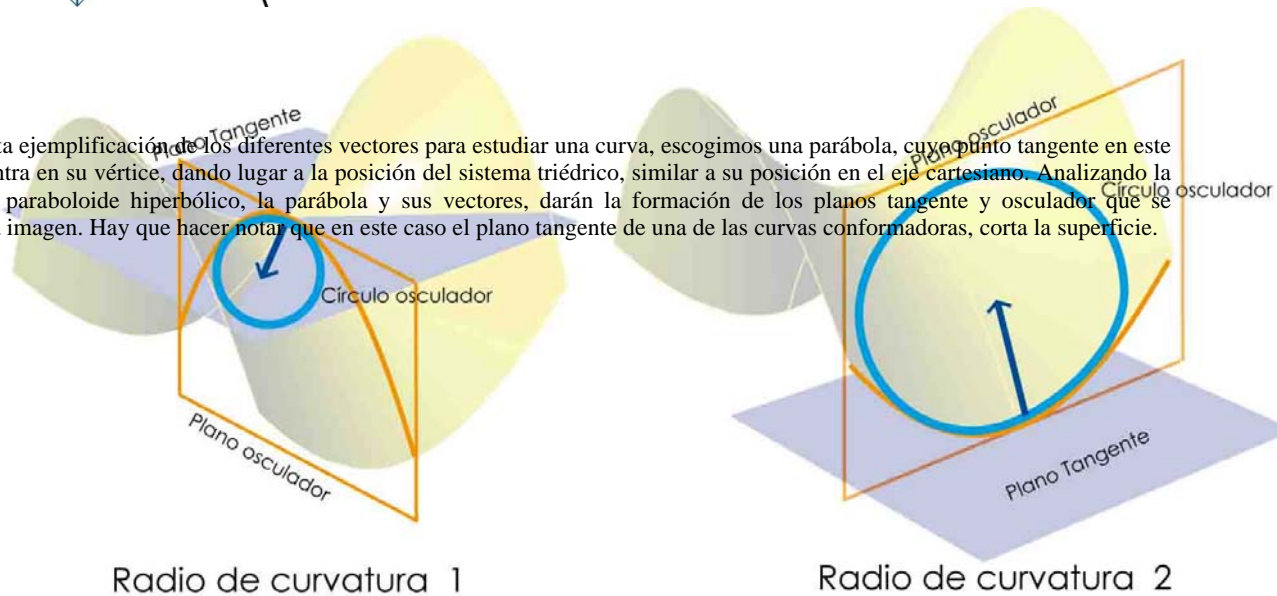 Plano Tangente
Plano osculador
ta ejemplificación de los diferentes vectores para estudiar una curva, escogimos una parábola, cuyo punto tangente en este
ntra en su vértice, dando lugar a la posición del sistema triédrico, similar a su posición en el eje cartesiano. Analizando la
paraboloide hiperbólico, la parábola y sus vectores, darán la formación de los planos tangente y osculador que se
imagen. Hay que hacer notar que en este caso el plano tangente de una de las curvas conformadoras, corta la superficie.
Círculo osculador
Círculo osculador
Plano osculador
Plano Tangente
Radio de curvatura 1
Radio de curvatura 2